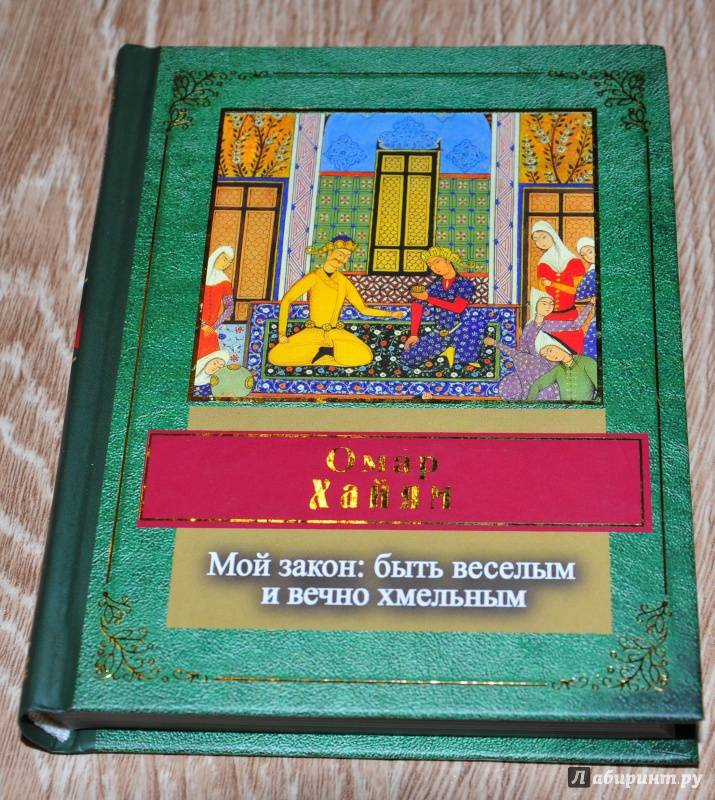 Омар
Хайям
Мой закон: быть веселым
и вечно хмельным
Лабиринт.ру